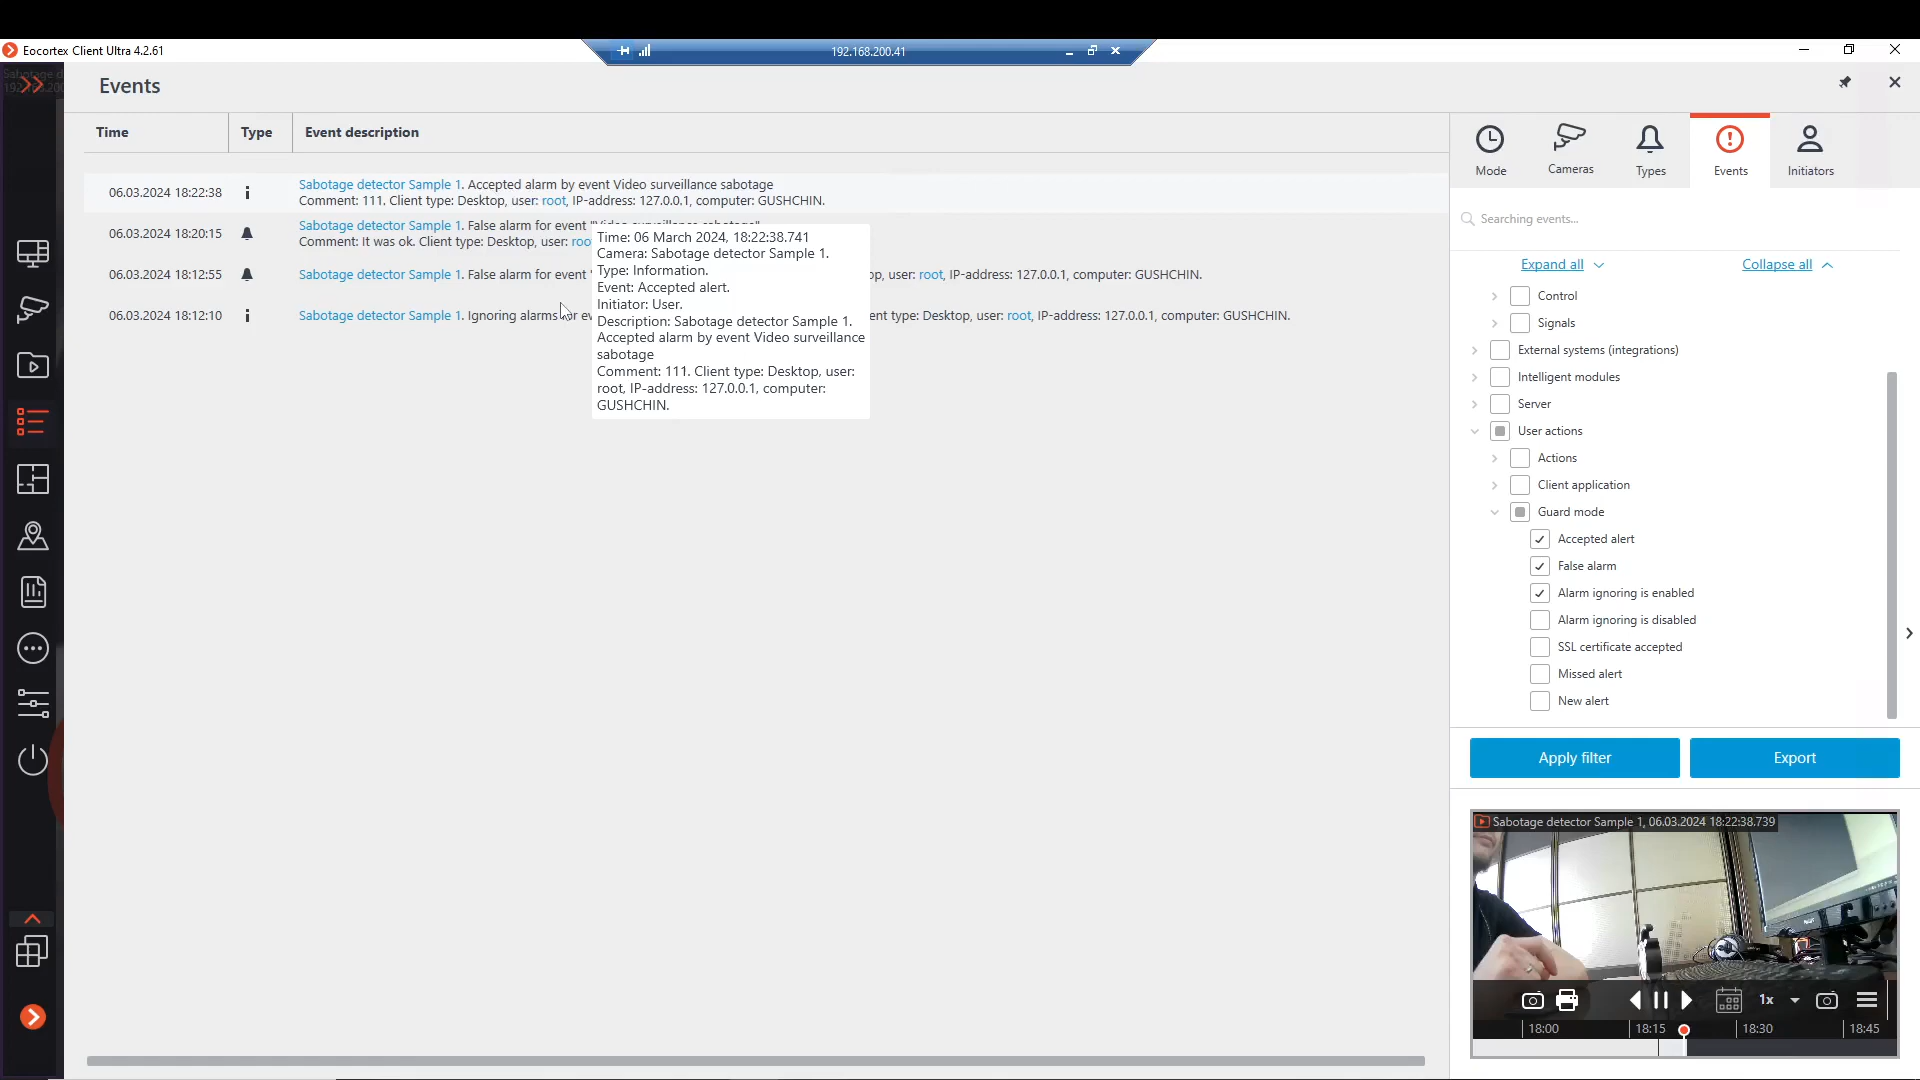 Eocortex Client Ultra 4.2.61
192.168.200.41
Events
Time
Type
Event description
06.03.2024 18:22:38
Sabotage detector Sample 1. Accepted alarm by event Video surveillance sabotage
Comment: 111. Client type: Desktop, user: root, IP-address: 127.0.0.1, computer: GUSHCHIN.
06.03.2024 18:20:15
Sabotage detector Sample 1. False alarm for event
Comment: It was ok. Client type: Desktop, user:
06.03.2024 18:12:55
Sabotage detector Sample 1. False alarm for event
user: root, IP-address: 127.0.0.1, computer: GUSHCHIN.
06.03.2024 18:12:10
Sabotage detector Sample 1. Ignoring alarms
type: Desktop, user: root, IP-address: 127.0.0.1, computer: GUSHCHIN.
Time: 06 March 2024, 18:22:38.741
Camera: Sabotage detector Sample 1.
Type: Information.
Event: Accepted alert.
Initiator: User.
Description: Sabotage detector Sample 1.
Accepted alarm by event Video surveillance
sabotage
Comment: 111. Client type: Desktop, user:
root, IP-address: 127.0.0.1, computer:
GUSHCHIN.
Mode
Cameras
Types
Events
Initiators
Searching events...
Expand all
Collapse all
Control
Signals
External systems (integrations)
Intelligent modules
Server
User actions
Actions
Client application
Guard mode
Accepted alert
False alarm
Alarm ignoring is enabled
Alarm ignoring is disabled
SSL certificate accepted
Missed alert
New alert
Apply filter
Export
Sabotage detector Sample 1, 06.03.2024 18:22:38.739
1x
18:00
18:15
18:30
18:45